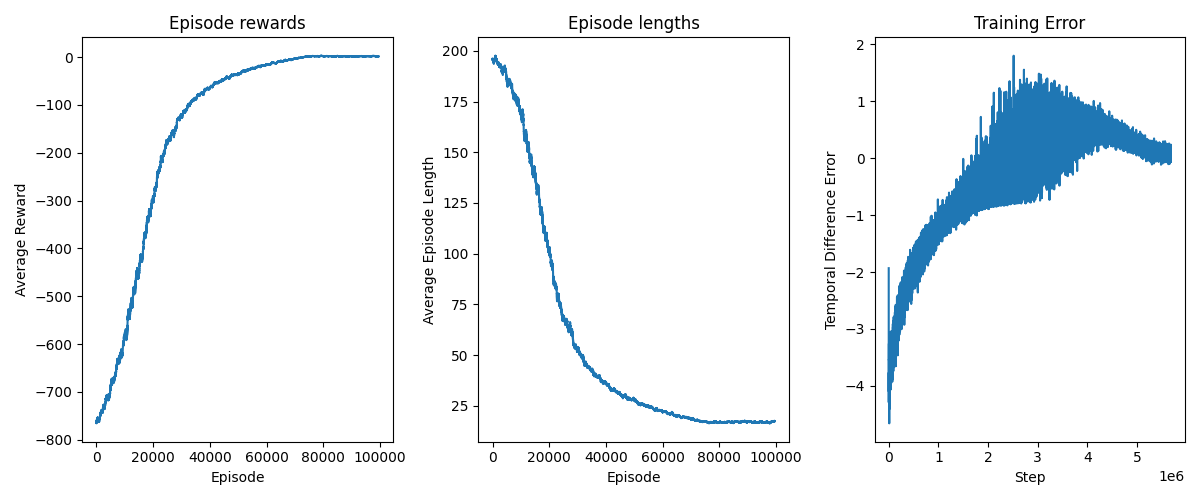 Episode rewards
0
−100
−200
−300
−400
−500
−600
−700
−800
Average Reward
0 20000 40000 60000 80000 100000
Episode
Episode lengths
200
175
150
125
100
75
50
25
Average Episode Length
0 20000 40000 60000 80000 100000
Episode
Training Error
2
1
0
−1
−2
−3
−4
Temporal Difference Error
0 1 2 3 4 5
1e6
Step